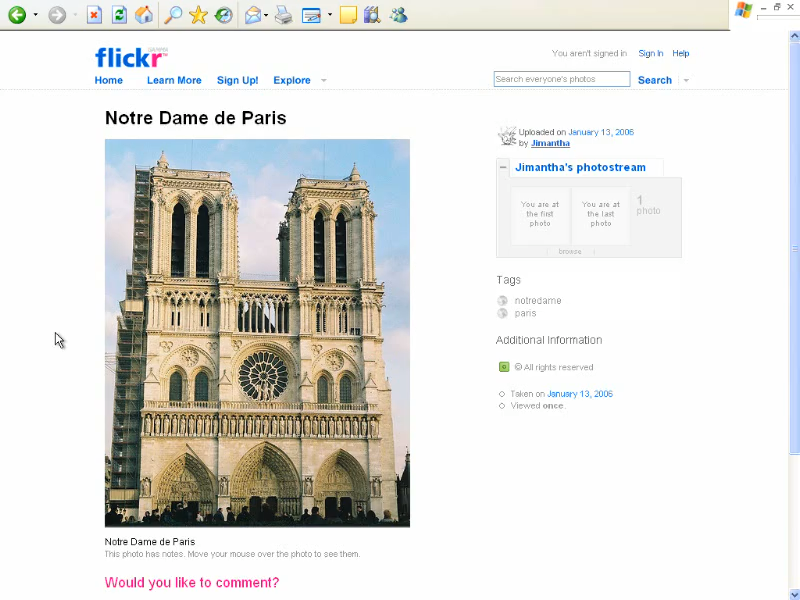 flickr
You aren't signed in Sign In Help
Home Learn More Sign Up! Explore
Search everyone's photos Search
Notre Dame de Paris
Uploaded on January 13, 2006
by Jimantha
Jimantha's photostream
You are at
the first
photo
You are at
the last
photo
1
photo
browse
Tags
notredame
paris
Additional Information
© All rights reserved
Taken on January 13, 2006
Viewed once.
Notre Dame de Paris
This photo has notes. Move your mouse over the photo to see them.
Would you like to comment?